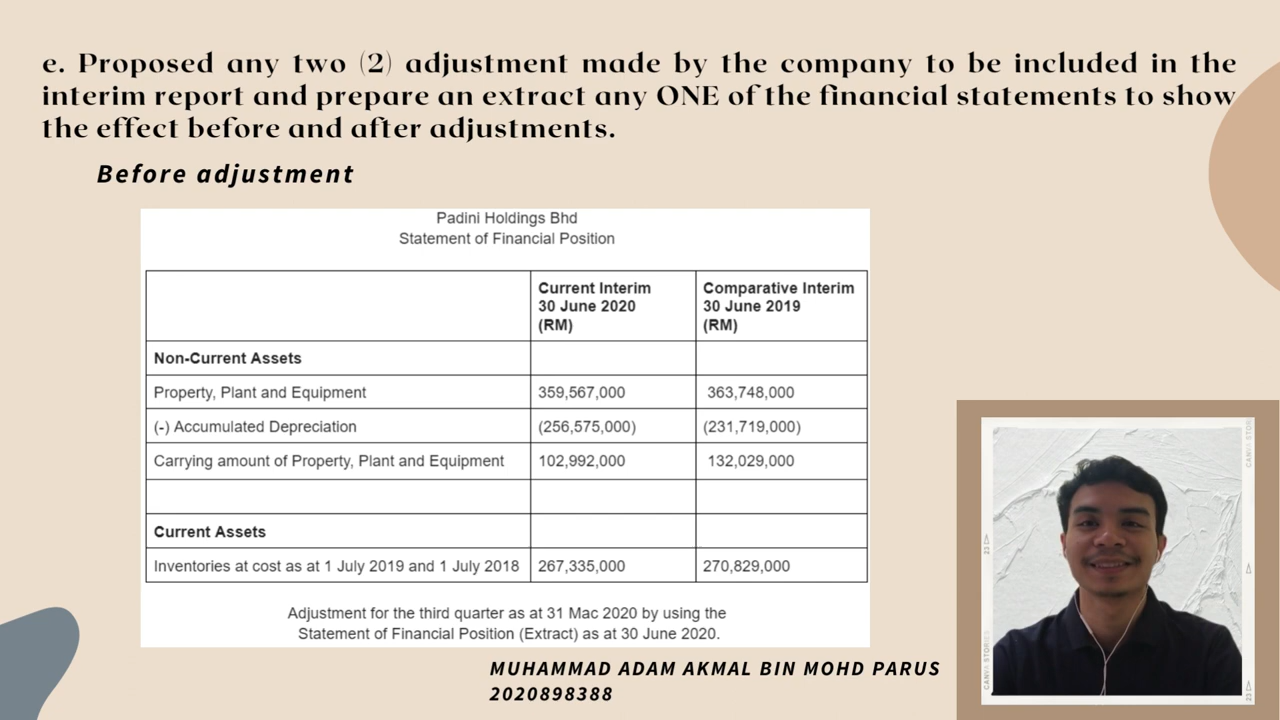 e. Proposed any two (2) adjustment made by the company to be included in the
interim report and prepare an extract any ONE of the financial statements to show
the effect before and after adjustments.
Before adjustment
Padini Holdings Bhd
Statement of Financial Position
Current Interim 30 June 2020 (RM) Comparative Interim 30 June 2019 (RM)
Non-Current Assets
Property, Plant and Equipment 359,567,000 363,748,000
(-) Accumulated Depreciation (256,575,000) (231,719,000)
Carrying amount of Property, Plant and Equipment 102,992,000 132,029,000
Current Assets
Inventories at cost as at 1 July 2019 and 1 July 2018 267,335,000 270,829,000
Adjustment for the third quarter as at 31 Mac 2020 by using the
Statement of Financial Position (Extract) as at 30 June 2020.
MUHAMMAD ADAM AKMAL BIN MOHD PARUS
2020898388
CANVA STOR
23
CANVA STORIES
23